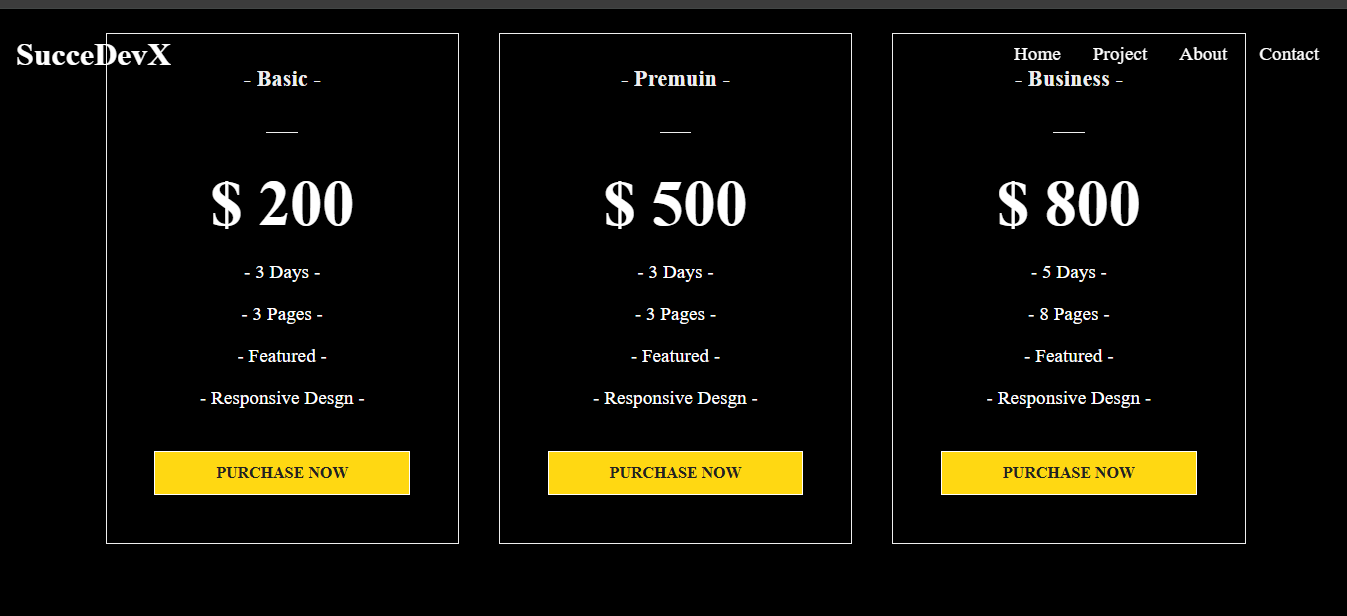 SucceDevX
Home Project About Contact
- Basic -
$ 200
- 3 Days -
- 3 Pages -
- Featured -
- Responsive Desgn -
PURCHASE NOW
- Premuin -
$ 500
- 3 Days -
- 3 Pages -
- Featured -
- Responsive Desgn -
PURCHASE NOW
- Business -
$ 800
- 5 Days -
- 8 Pages -
- Featured -
- Responsive Desgn -
PURCHASE NOW